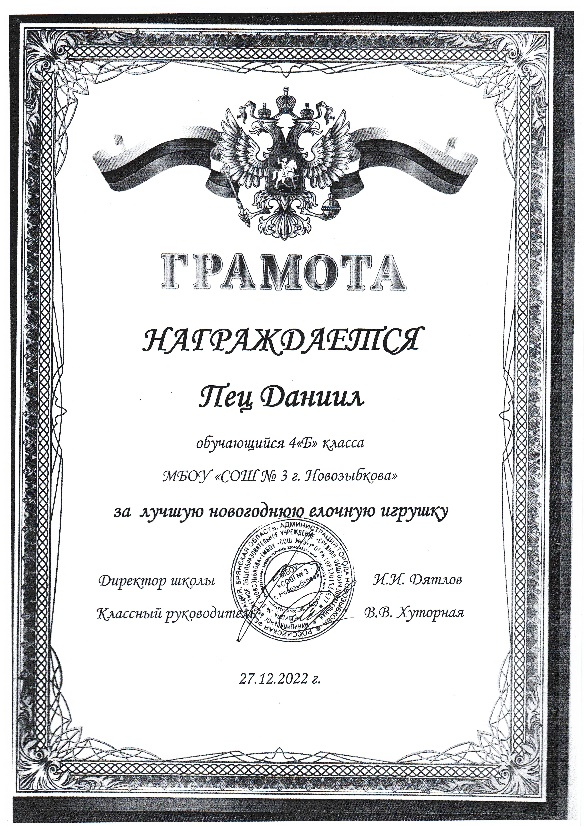 ГРАМОТА
НАГРАЖДАЕТСЯ
Пец Даниил
обучающийся 4«Б» класса
МБОУ «СОШ № 3 г. Новозыбкова»
за лучшую новогоднюю елочную игрушку
Директор школы И.И. Дятлов
Классный руководитель В.В. Хуторная
27.12.2022 г.